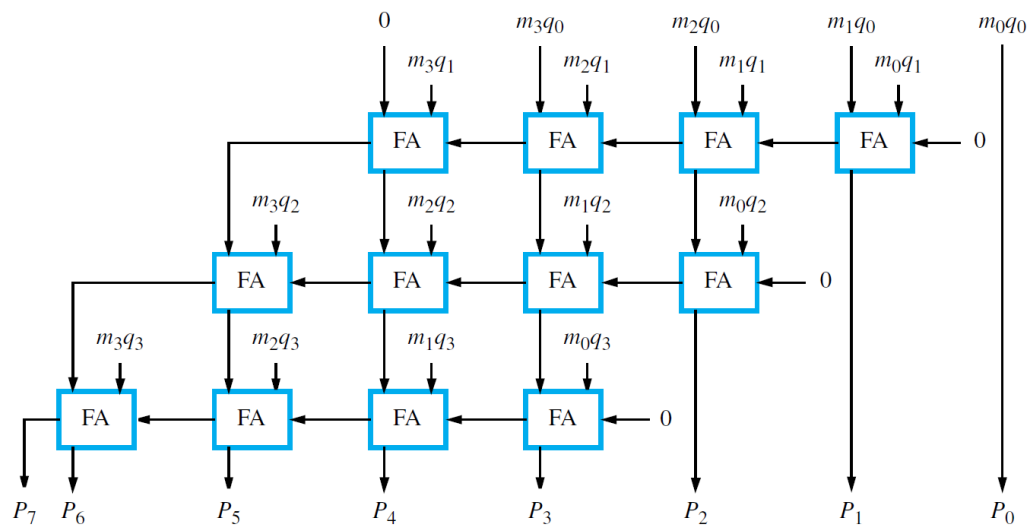 0 m₃q₀ m₂q₀ m₁q₀ m₀q₀
m₃q₁ m₂q₁ m₁q₁ m₀q₁
FA FA FA FA 0
m₃q₂ m₂q₂ m₁q₂ m₀q₂
FA FA FA FA 0
m₃q₃ m₂q₃ m₁q₃ m₀q₃
FA FA FA FA 0
P₇ P₆ P₅ P₄ P₃ P₂ P₁ P₀